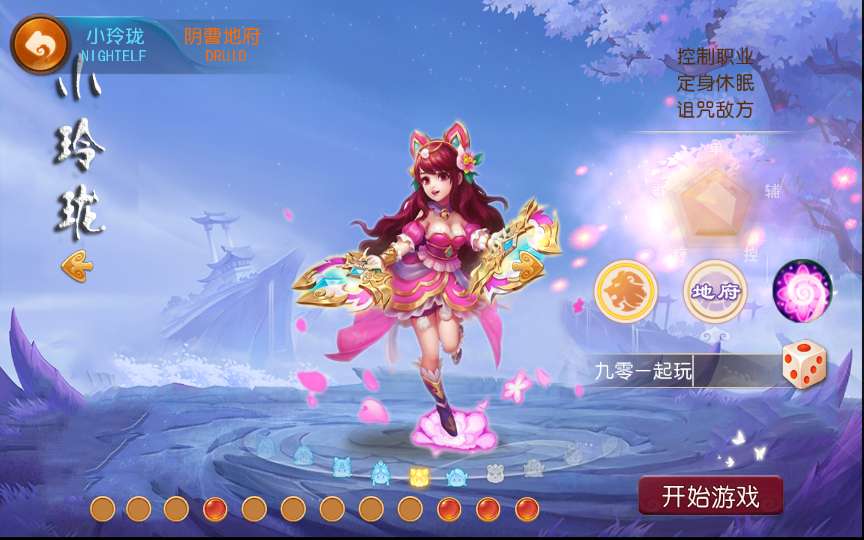 小玲珑
NIGHTELF
阴曹地府
DRUID
小玲珑
控制职业
定身休眠
诅咒敌方
辅
控
地府
九零一起玩
开始游戏